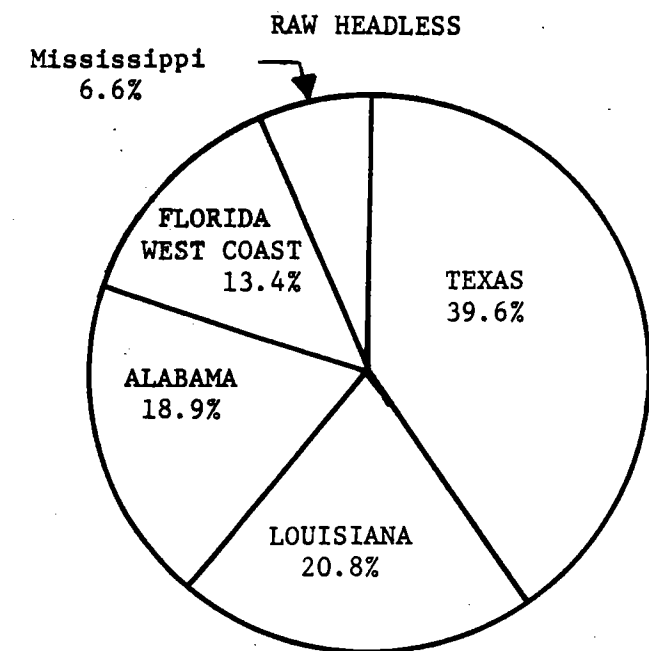 RAW HEADLESS
Mississippi
6.6%
FLORIDA
WEST COAST
13.4%
TEXAS
39.6%
ALABAMA
18.9%
LOUISIANA
20.8%